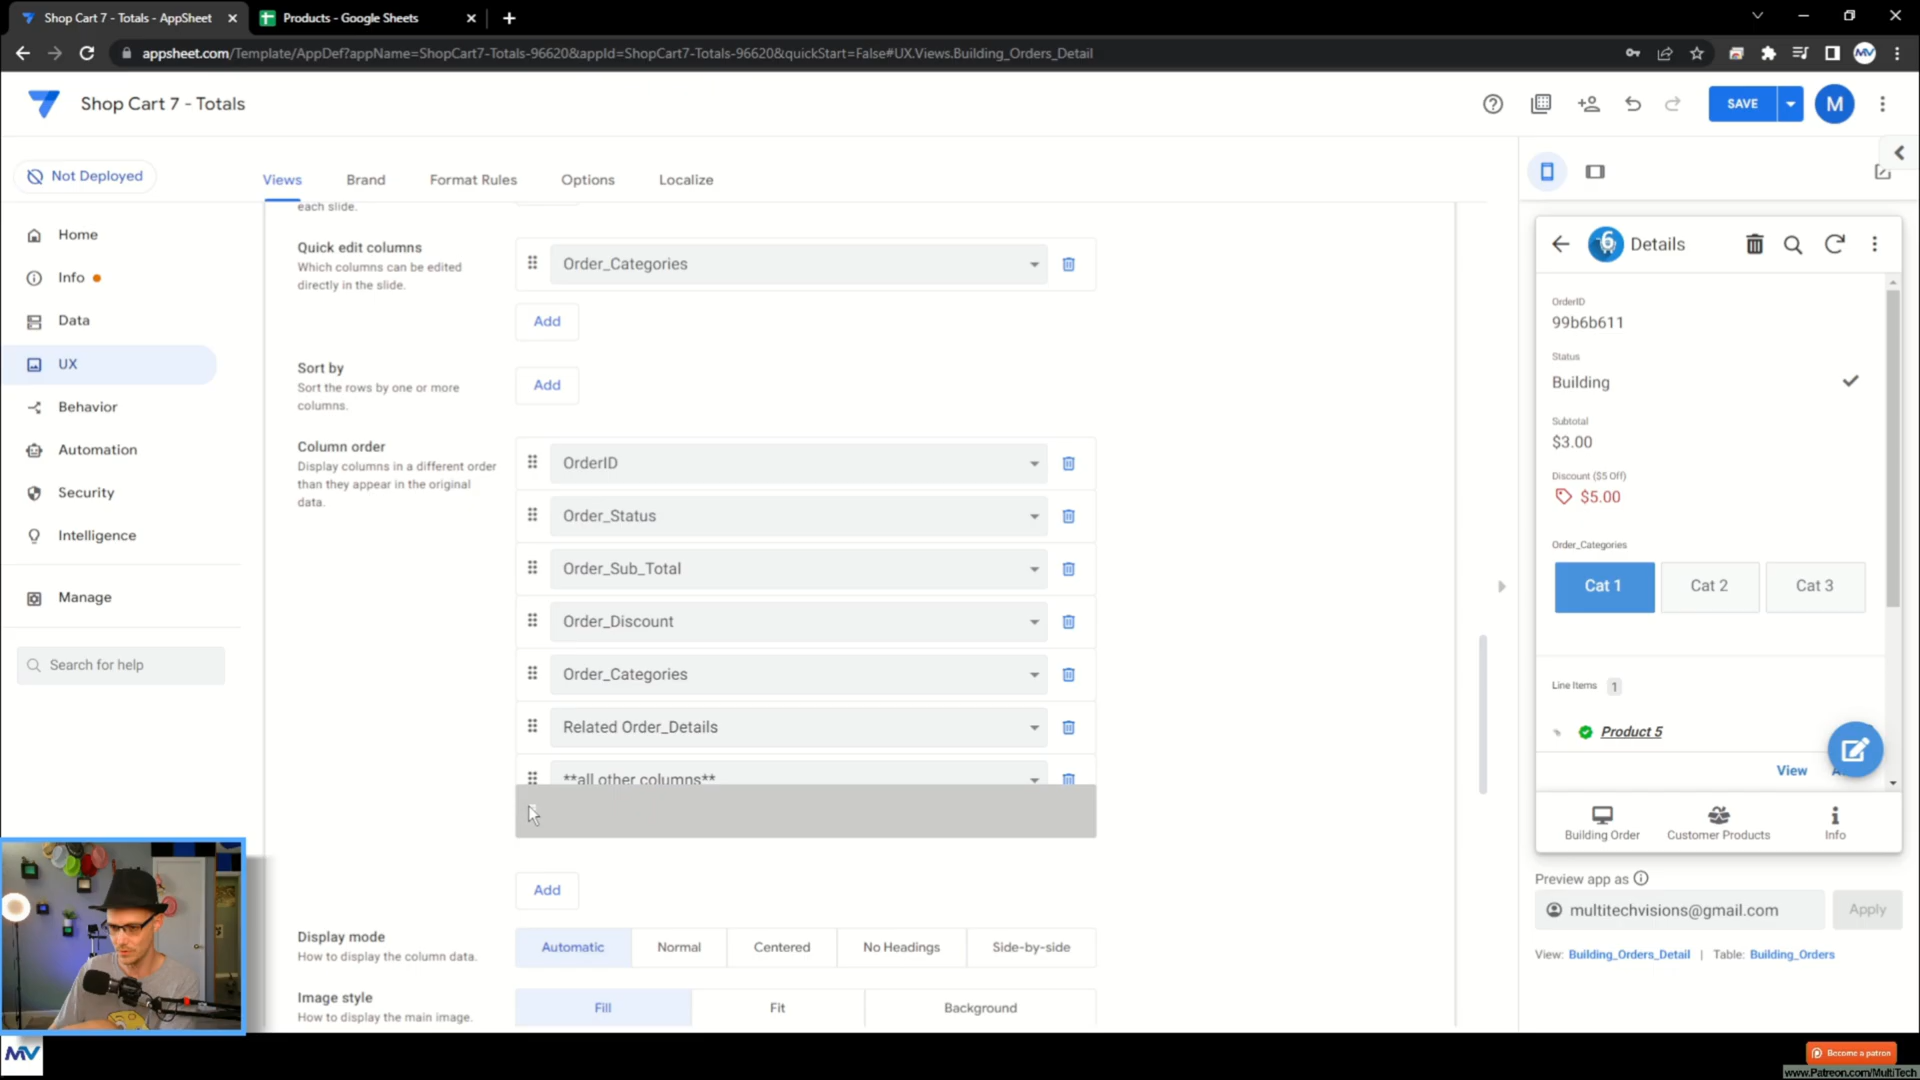 Shop Cart 7 - Totals - AppSheet
Products - Google Sheets
appsheet.com/Template/AppDef?appName=ShopCart7-Totals-96620&appId=ShopCart7-Totals-96620&quickStart=False#UX.Views.Building_Orders_Detail
MV
Shop Cart 7 - Totals
SAVE
M
Not Deployed
Views
Brand
Format Rules
Options
Localize
Home
Info
Data
UX
Behavior
Automation
Security
Intelligence
Manage
Search for help
each slide.
Quick edit columns
Which columns can be edited
directly in the slide.
Order_Categories
Add
Sort by
Sort the rows by one or more
columns.
Add
Column order
Display columns in a different order
than they appear in the original
data.
OrderID
Order_Status
Order_Sub_Total
Order_Discount
Order_Categories
Related Order_Details
**all other columns**
Add
Display mode
How to display the column data.
Automatic
Normal
Centered
No Headings
Side-by-side
Image style
How to display the main image.
Fill
Fit
Background
6
Details
OrderID
99b6b611
Status
Building
Subtotal
$3.00
Discount ($5 Off)
$5.00
Order_Categories
Cat 1
Cat 2
Cat 3
Line Items 1
Product 5
View
Building Order
Customer Products
Info
Preview app as
multitechvisions@gmail.com
Apply
View: Building_Orders_Detail | Table: Building_Orders
MV
Become a patron
www.Patreon.com/MultiTech